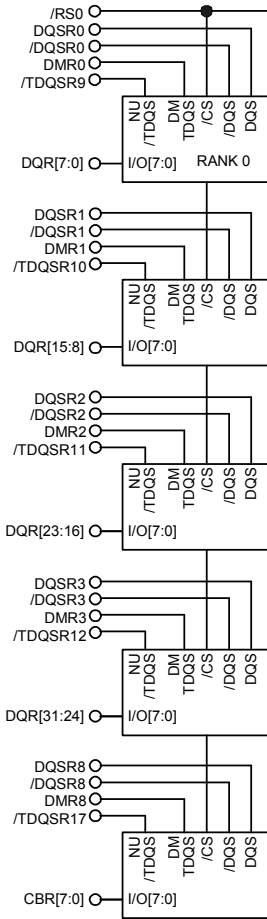 /RS0
DQSR0
/DQSR0
DMR0
/TDQSR9
NU
/TDQS
DM
TDQS
/CS
/DQS
DQS
DQR[7:0]
I/O[7:0]
RANK 0
DQSR1
/DQSR1
DMR1
/TDQSR10
NU
/TDQS
DM
TDQS
/CS
/DQS
DQS
DQR[15:8]
I/O[7:0]
DQSR2
/DQSR2
DMR2
/TDQSR11
NU
/TDQS
DM
TDQS
/CS
/DQS
DQS
DQR[23:16]
I/O[7:0]
DQSR3
/DQSR3
DMR3
/TDQSR12
NU
/TDQS
DM
TDQS
/CS
/DQS
DQS
DQR[31:24]
I/O[7:0]
DQSR8
/DQSR8
DMR8
/TDQSR17
NU
/TDQS
DM
TDQS
/CS
/DQS
DQS
CBR[7:0]
I/O[7:0]